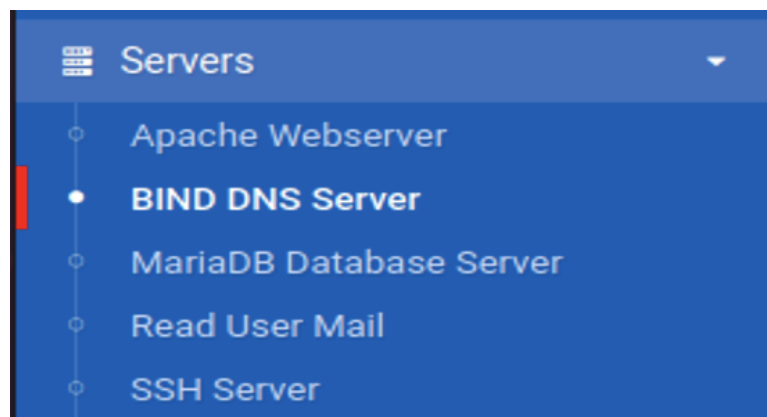 Servers
Apache Webserver
BIND DNS Server
MariaDB Database Server
Read User Mail
SSH Server